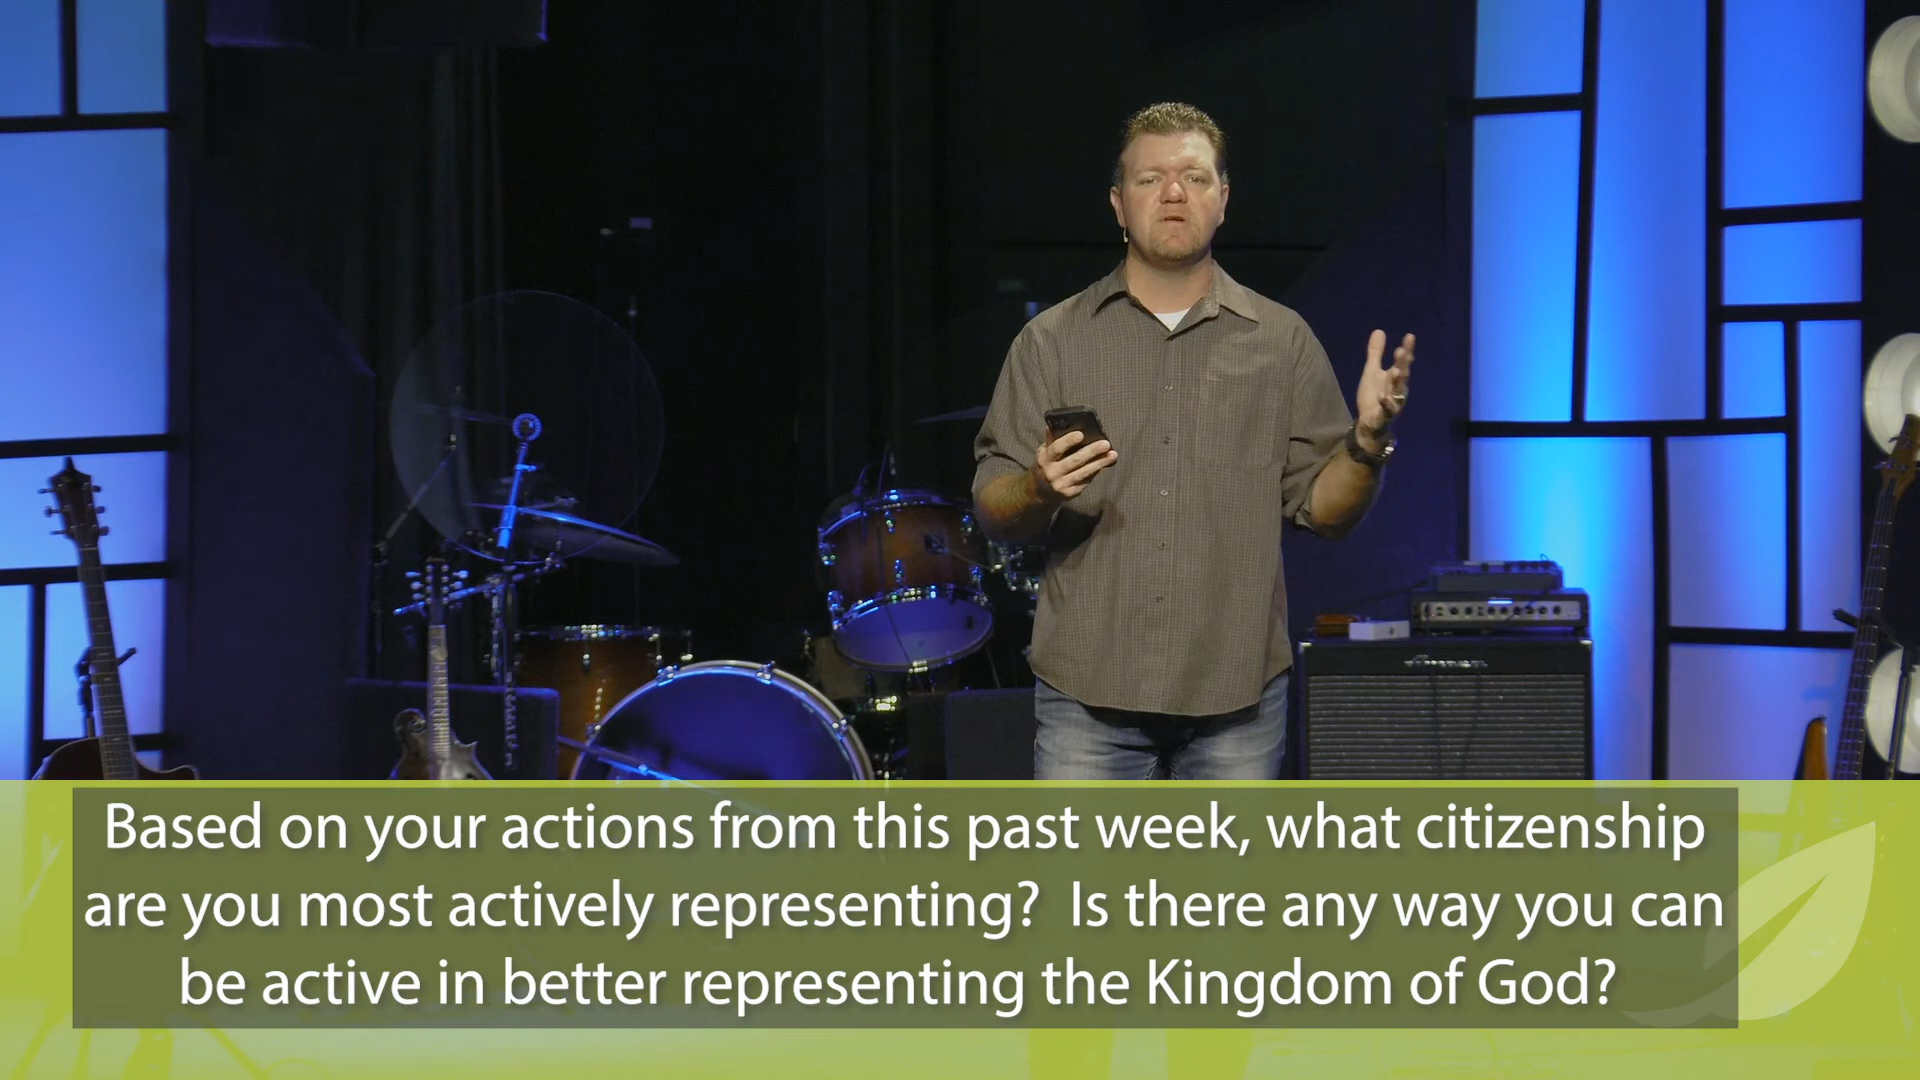 Based on your actions from this past week, what citizenship
are you most actively representing?  Is there any way you can
be active in better representing the Kingdom of God?
Ampeg